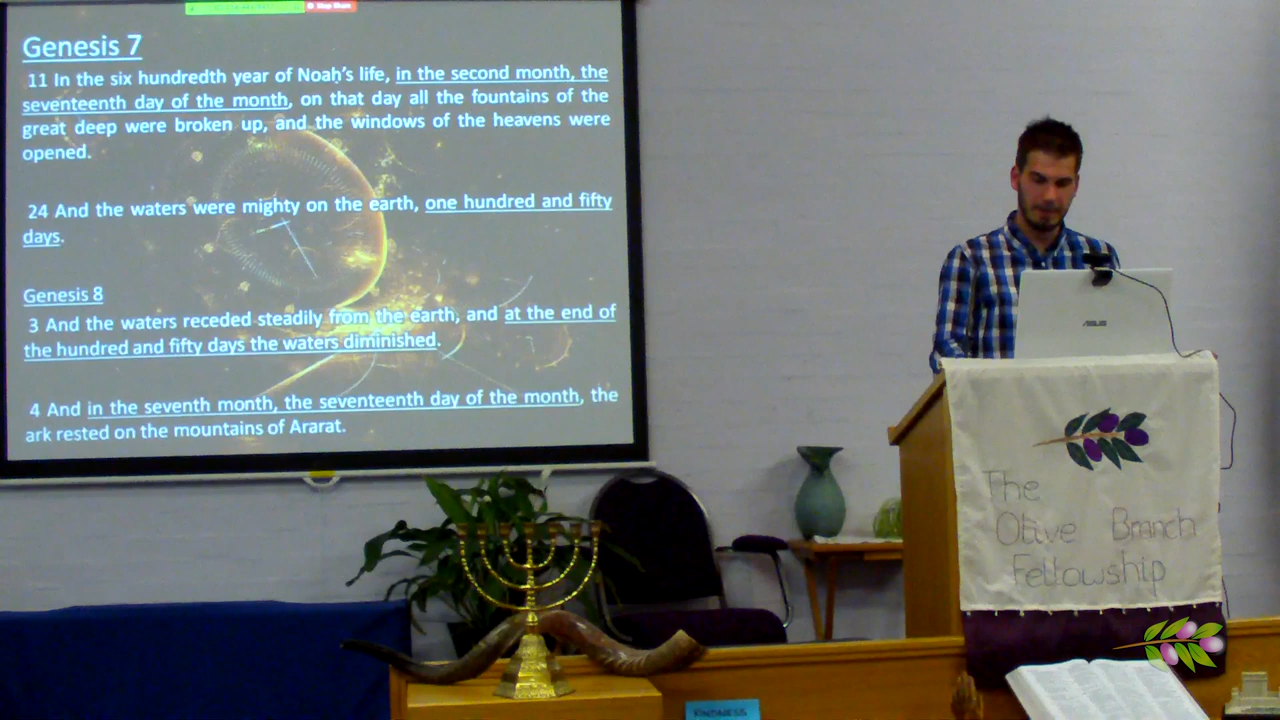 Stop Share
Genesis 7
11 In the six hundredth year of Noah's life, in the second month, the
seventeenth day of the month, on that day all the fountains of the
great deep were broken up, and the windows of the heavens were
opened.
24 And the waters were mighty on the earth, one hundred and fifty
days.
Genesis 8
3 And the waters receded steadily from the earth, and at the end of
the hundred and fifty days the waters diminished.
4 And in the seventh month, the seventeenth day of the month, the
ark rested on the mountains of Ararat.
ASUS
The
Olive Branch
Fellowship
KINDNESS